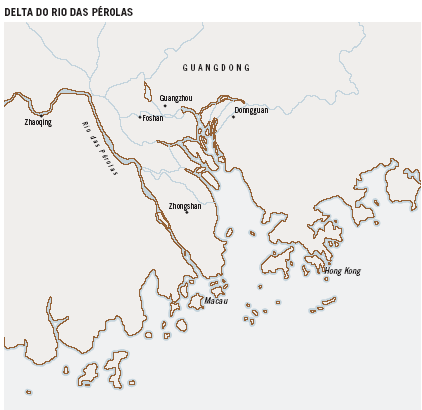 DELTA DO RIO DAS PÉROLAS
GUANGDONG
Guangzhou
Dongguan
Foshan
Zhaoqing
Rio das Pérolas
Zhongshan
Hong Kong
Macau